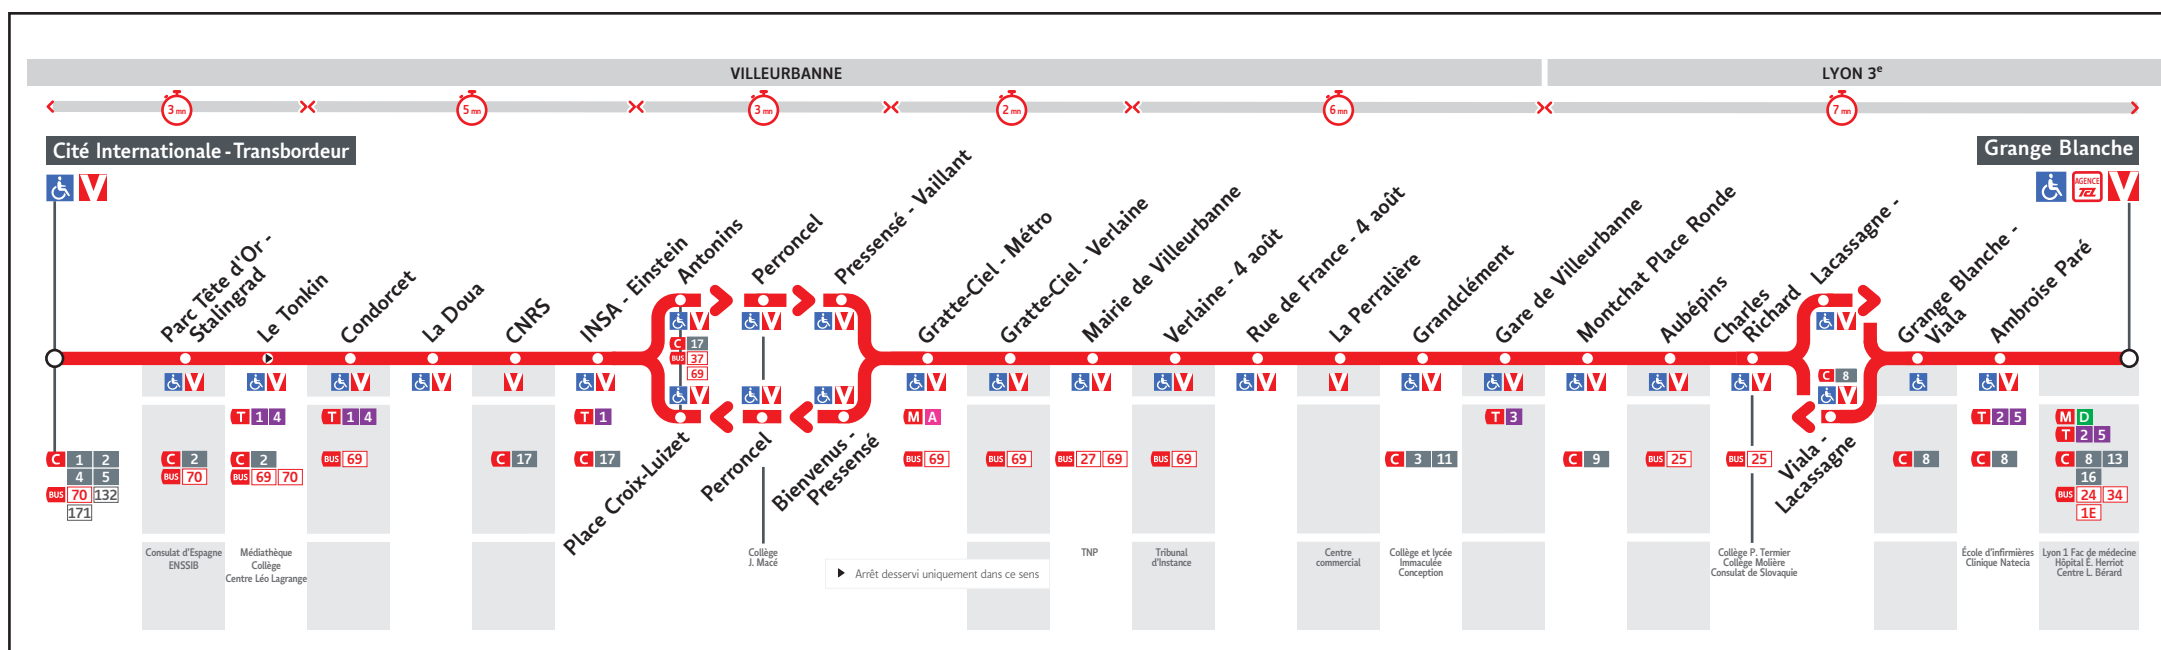 VILLEURBANNE
LYON 3e
3 mn
5 mn
3 mn
2 mn
6 mn
7 mn
Cité Internationale - Transbordeur
Grange Blanche
AGENCE
TCL
Parc Tête d'Or -
Stalingrad
Le Tonkin
Condorcet
La Doua
CNRS
INSA - Einstein
Antonins
Perroncel
Pressensé - Vaillant
Gratte-Ciel - Métro
Gratte-Ciel - Verlaine
Mairie de Villeurbanne
Verlaine - 4 août
Rue de France - 4 août
La Perralière
Grandclément
Gare de Villeurbanne
Montchat Place Ronde
Aubépins
Charles
Richard
Lacassagne -
Grange Blanche -
Viala
Ambroise Paré
C 17
BUS 37
69
C 8
Place Croix-Luizet
Perroncel
Bienvenus -
Pressensé
Viala -
Lacassagne
T 1 4
T 1 4
T 1
M A
T 3
T 2 5
M D
T 2 5
C 1 2
4 5
BUS 70 132
171
C 2
BUS 70
C 2
BUS 69 70
BUS 69
C 17
C 17
BUS 69
BUS 69
BUS 27 69
BUS 69
C 3 11
C 9
BUS 25
BUS 25
C 8
C 8
C 8 13
16
BUS 24 34
1E
Consulat d'Espagne
ENSSIB
Médiathèque
Collège
Centre Léo Lagrange
Collège
J. Macé
TNP
Tribunal
d'Instance
Centre
commercial
Collège et lycée
Immaculée
Conception
Collège P. Termier
Collège Molière
Consulat de Slovaquie
École d'infirmières
Clinique Natecia
Lyon 1 Fac de médecine
Hôpital É. Herriot
Centre L. Bérard
Arrêt desservi uniquement dans ce sens